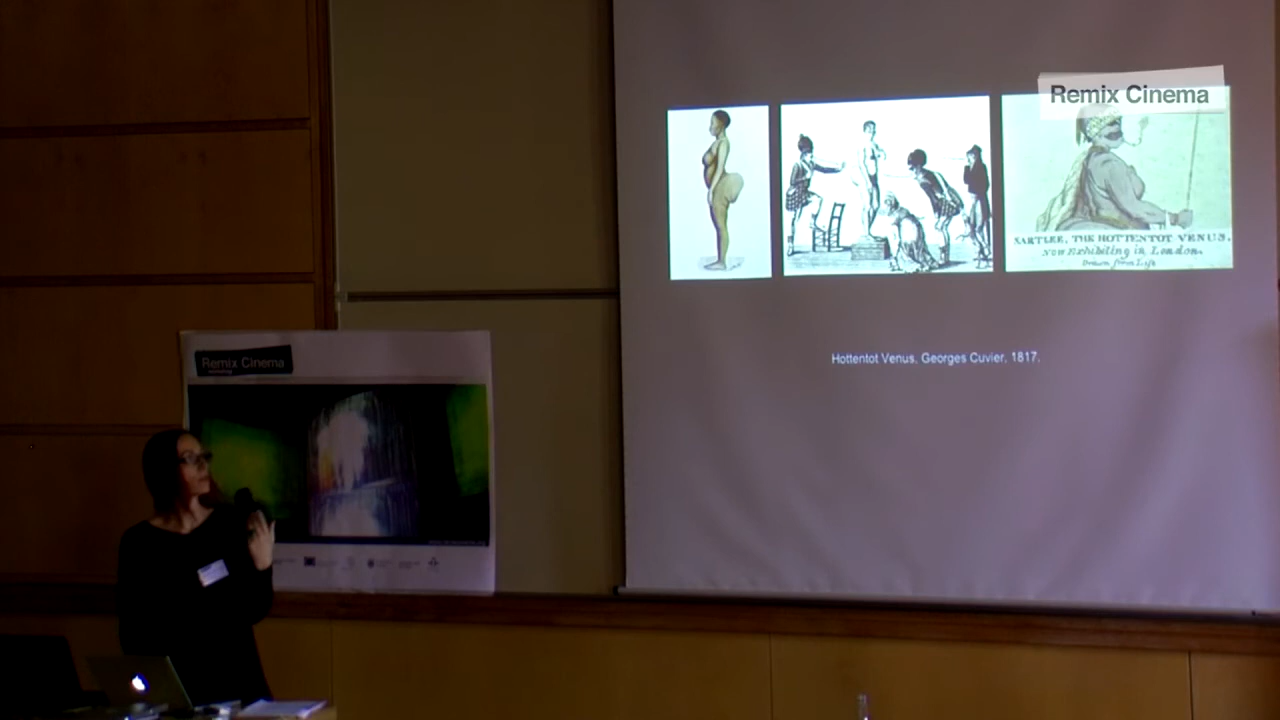 Remix Cinema
SARTJEE, THE HOTTENTOT VENUS,
Now Exhibiting in London.
Drawn from Life
Hottentot Venus. Georges Cuvier. 1817.
Remix Cinema